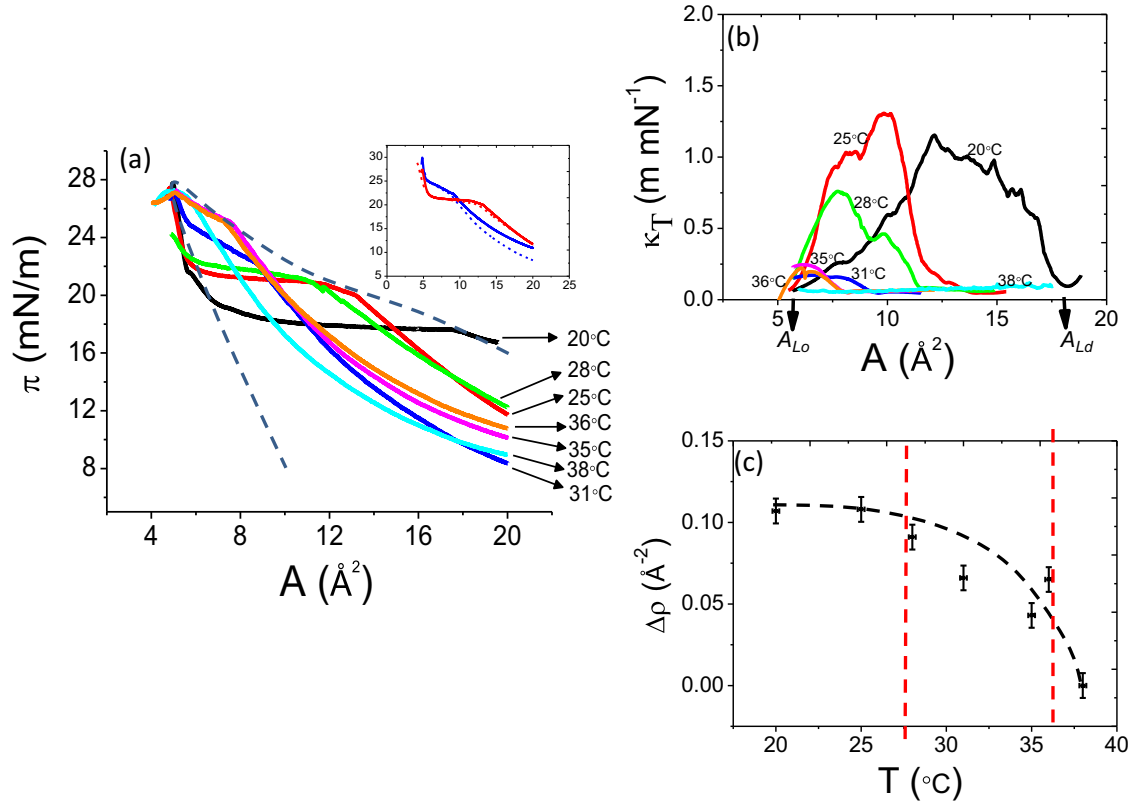 (a)
π (mN/m)
28
24
20
16
12
8
4
8
12
16
20
A (Å²)
30
25
20
15
10
5
0
5
10
15
20
25
20°C
28°C
25°C
36°C
35°C
38°C
31°C
(b)
κT (m mN⁻¹)
2.0
1.5
1.0
0.5
0.0
25°C
20°C
28°C
35°C
36°C
31°C
38°C
5
10
15
20
ALo
A (Å²)
ALd
(c)
Δρ (Å⁻²)
0.15
0.10
0.05
0.00
20
25
30
35
40
T (°C)